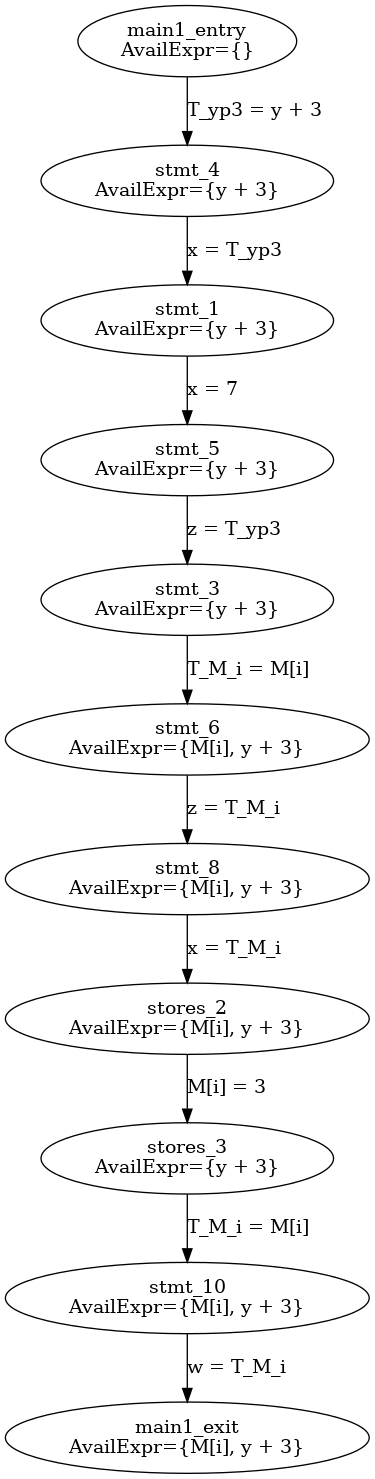 main1_entry
AvailExpr={}
T_yp3 = y + 3
stmt_4
AvailExpr={y + 3}
x = T_yp3
stmt_1
AvailExpr={y + 3}
x = 7
stmt_5
AvailExpr={y + 3}
z = T_yp3
stmt_3
AvailExpr={y + 3}
T_M_i = M[i]
stmt_6
AvailExpr={M[i], y + 3}
z = T_M_i
stmt_8
AvailExpr={M[i], y + 3}
x = T_M_i
stores_2
AvailExpr={M[i], y + 3}
M[i] = 3
stores_3
AvailExpr={y + 3}
T_M_i = M[i]
stmt_10
AvailExpr={M[i], y + 3}
w = T_M_i
main1_exit
AvailExpr={M[i], y + 3}